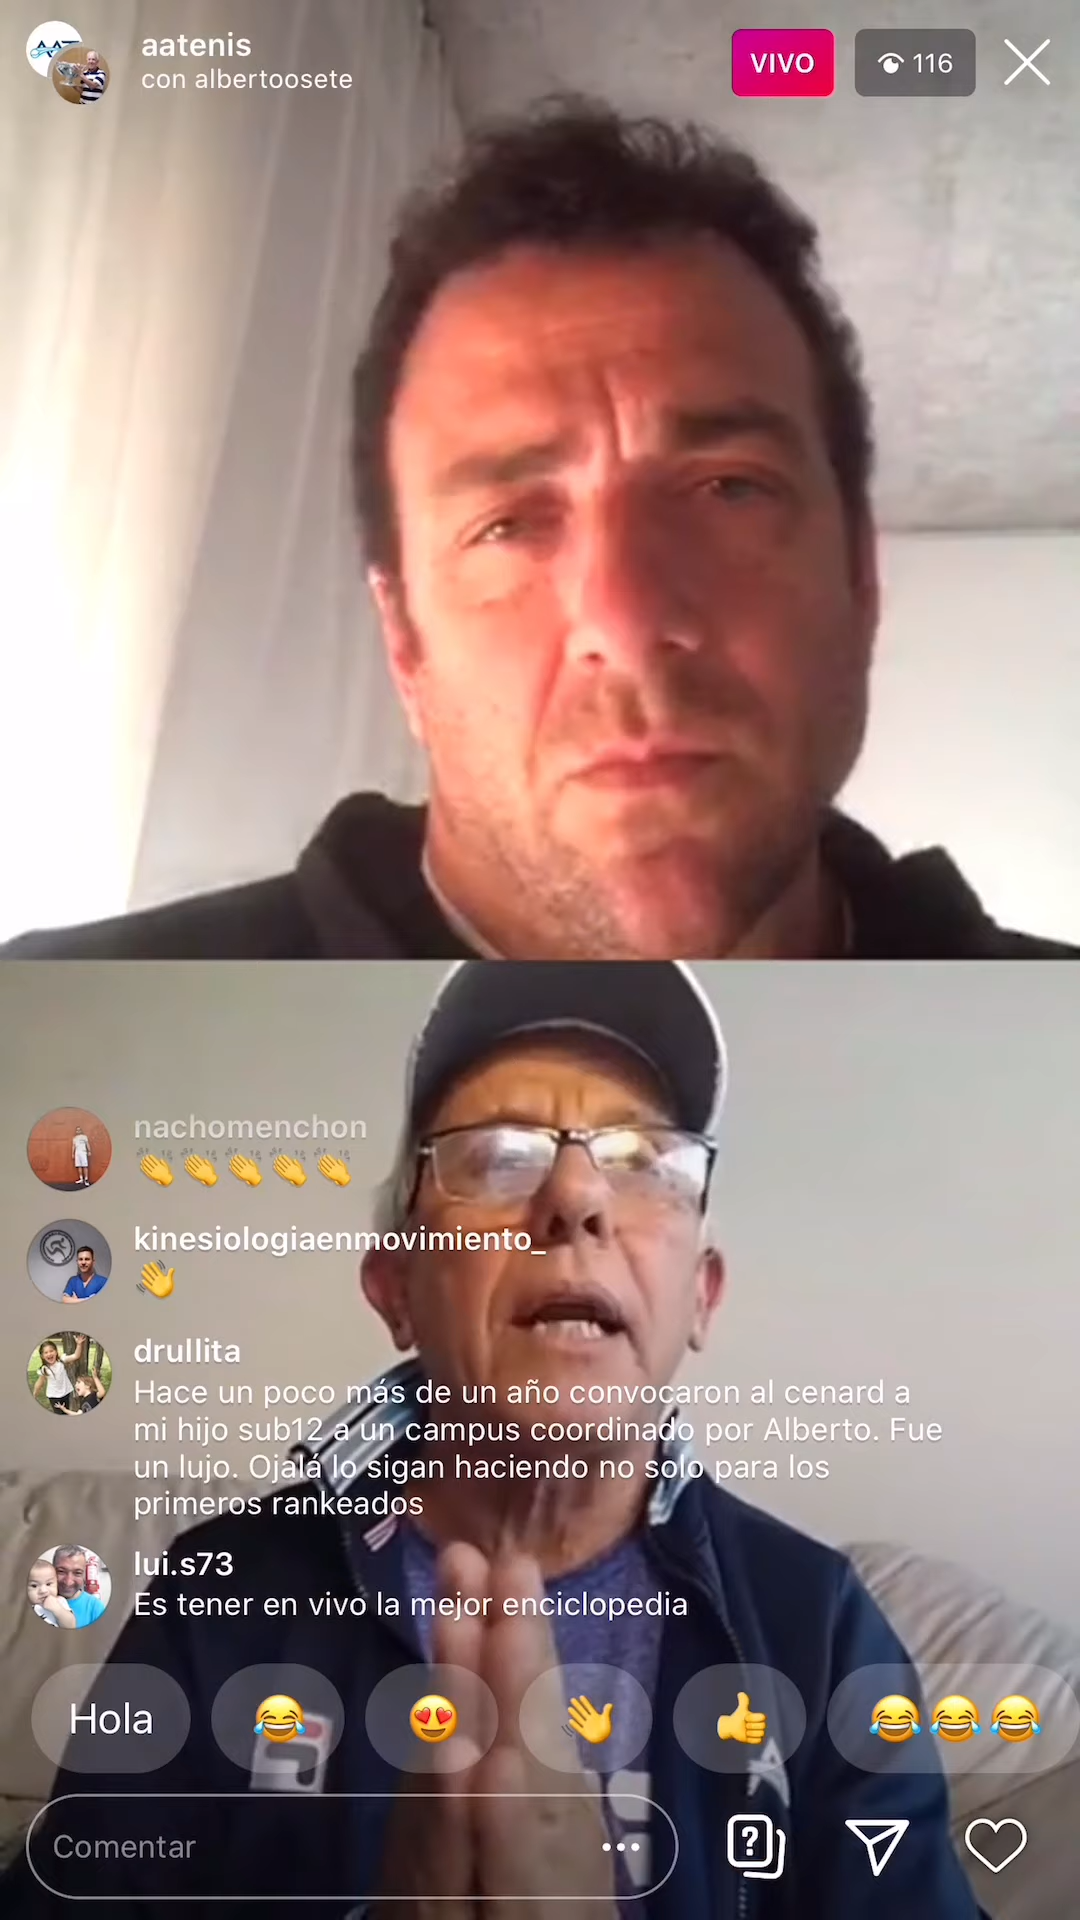 aatenis
con albertoosete
VIVO
116
nachomenchon
👏👏👏👏👏
kinesiologiaenmovimiento_
👋
drullita
Hace un poco más de un año convocaron al cenard a
mi hijo sub12 a un campus coordinado por Alberto. Fue
un lujo. Ojalá lo sigan haciendo no solo para los
primeros rankeados
lui.s73
Es tener en vivo la mejor enciclopedia
Hola 😂 😍 👋 👍 😂😂😂
Comentar